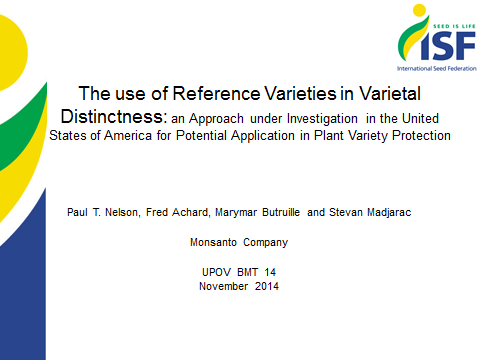 SEED IS LIFE
ISF
International Seed Federation
The use of Reference Varieties in Varietal
Distinctness: an Approach under Investigation in the United
States of America for Potential Application in Plant Variety Protection
Paul T. Nelson, Fred Achard, Marymar Butruille and Stevan Madjarac
Monsanto Company
UPOV BMT 14
November 2014